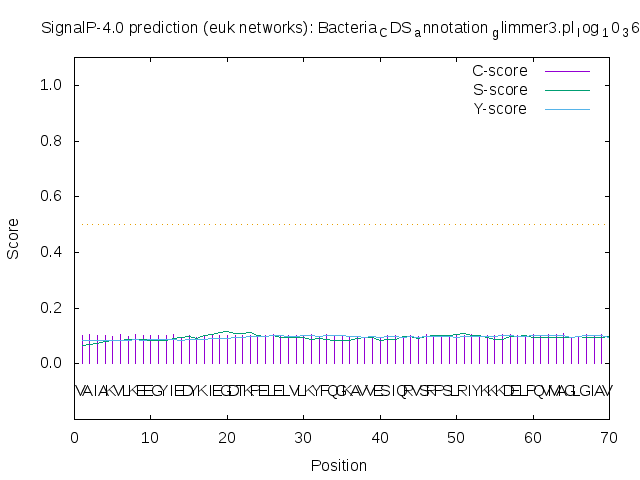 SignalP-4.0 prediction (euk networks): Bacteria_CDS_annotation_glimmer3.pl_log_10_36
C-score
S-score
Y-score
1.0
0.8
0.6
0.4
0.2
0.0
Score
0 10 20 30 40 50 60 70
Position